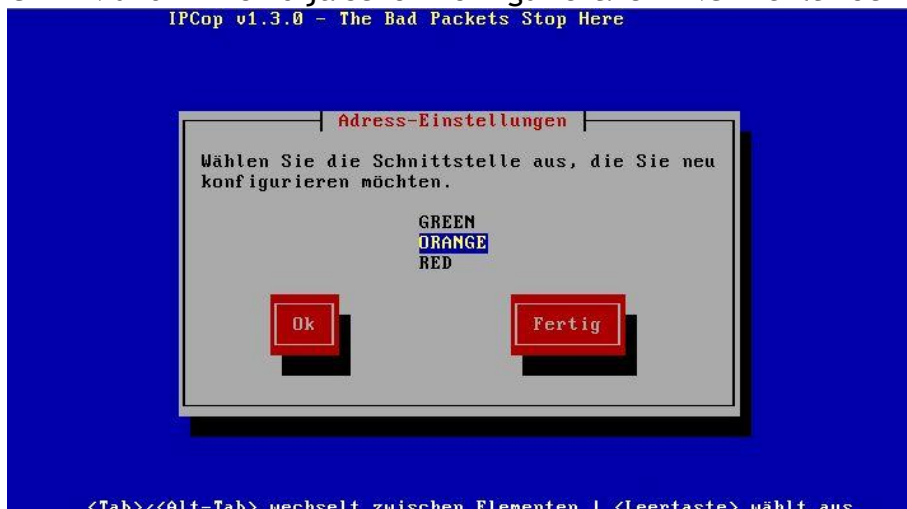 IPCop v1.3.0 - The Bad Packets Stop Here
Adress-Einstellungen
Wählen Sie die Schnittstelle aus, die Sie neu
konfigurieren möchten.
GREEN
ORANGE
RED
Ok Fertig
<Tab>/<Alt-Tab> wechselt zwischen Elementen | <Leertaste> wählt aus